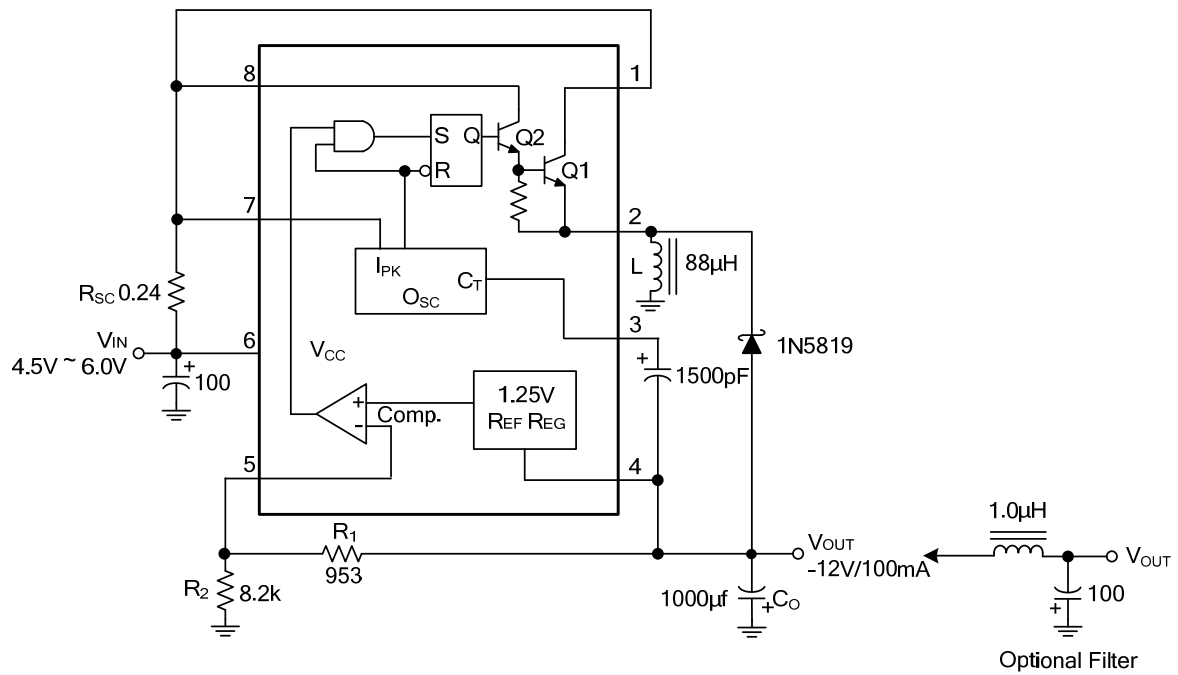 8
1
S Q
Q2
R
Q1
7
2
IPK
CT
OSC
L
88µH
RSC 0.24
3
VIN
4.5V ~ 6.0V
6
VCC
1N5819
+
100
+
1500pF
+
-
Comp.
1.25V
REF REG
5
4
R1
953
1.0µH
VOUT
-12V/100mA
VOUT
R2
8.2k
1000µf
+
CO
100
+
Optional Filter